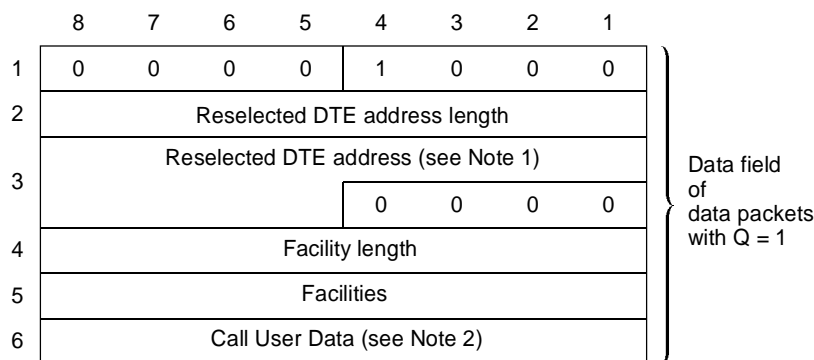 8 7 6 5 4 3 2 1
1 0 0 0 0 1 0 0 0
2 Reselected DTE address length
Reselected DTE address (see Note 1)
3
0 0 0 0
4 Facility length
5 Facilities
6 Call User Data (see Note 2)
Data field
of
data packets
with Q = 1